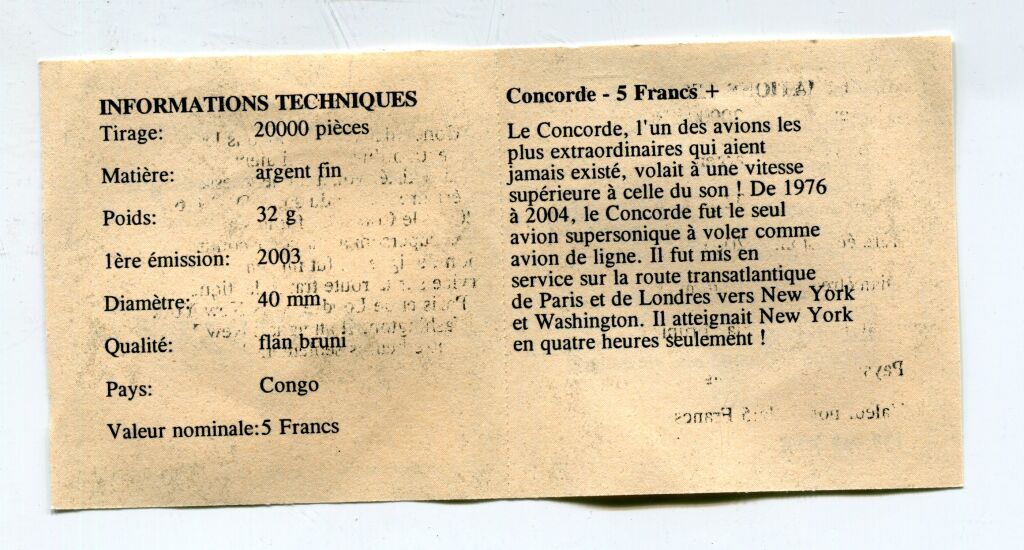 INFORMATIONS TECHNIQUES
Tirage: 20000 pièces
Matière: argent fin
Poids: 32 g
1ère émission: 2003
Diamètre: 40 mm
Qualité: flan bruni
Pays: Congo
Valeur nominale: 5 Francs
Concorde - 5 Francs +
Le Concorde, l'un des avions les
plus extraordinaires qui aient
jamais existé, volait à une vitesse
supérieure à celle du son ! De 1976
à 2004, le Concorde fut le seul
avion supersonique à voler comme
avion de ligne. Il fut mis en
service sur la route transatlantique
de Paris et de Londres vers New York
et Washington. Il atteignait New York
en quatre heures seulement !